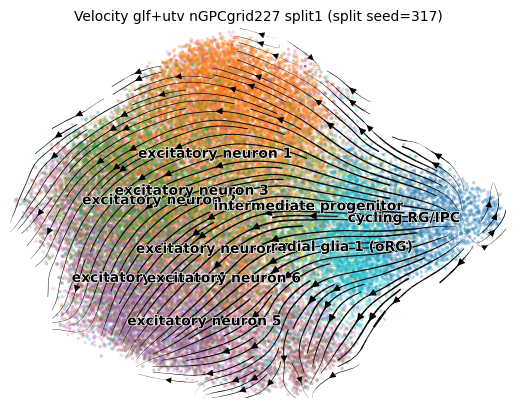 Velocity glf+utv nGPCgrid227 split1 (split seed=317)
excitatory neuron 1
excitatory neuron 3
excitatory neuron
intermediate progenitor
cycling RG/IPC
excitatory neuron
radial glia 1 (oRG)
excitatory
excitatory neuron 6
excitatory neuron 5